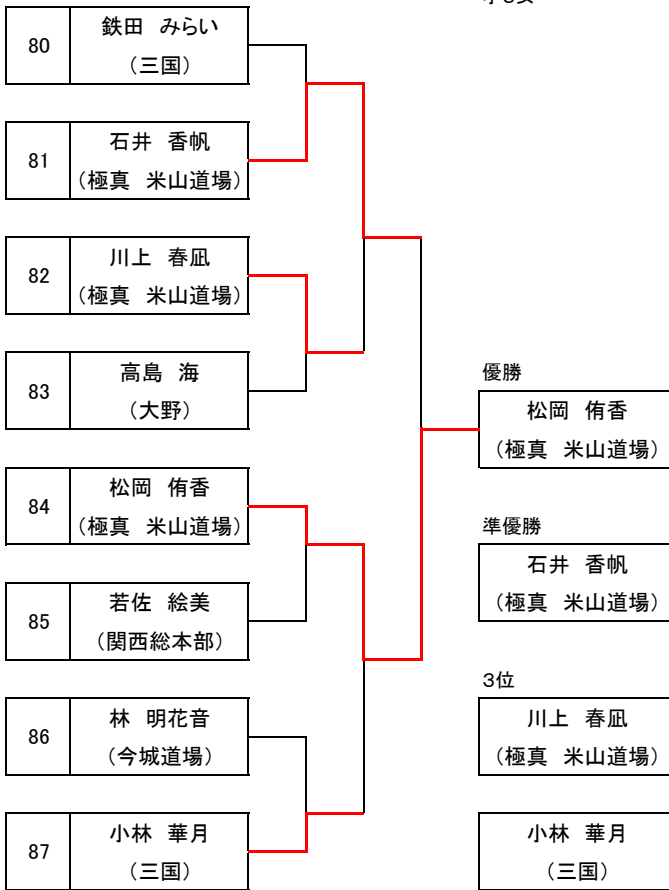 80
鉄田 みらい
(三国)
81
石井 香帆
(極真 米山道場)
82
川上 春凪
(極真 米山道場)
83
高島 海
(大野)
84
松岡 侑香
(極真 米山道場)
85
若佐 絵美
(関西総本部)
86
林 明花音
(今城道場)
87
小林 華月
(三国)
優勝
松岡 侑香
(極真 米山道場)
準優勝
石井 香帆
(極真 米山道場)
3位
川上 春凪
(極真 米山道場)
小林 華月
(三国)